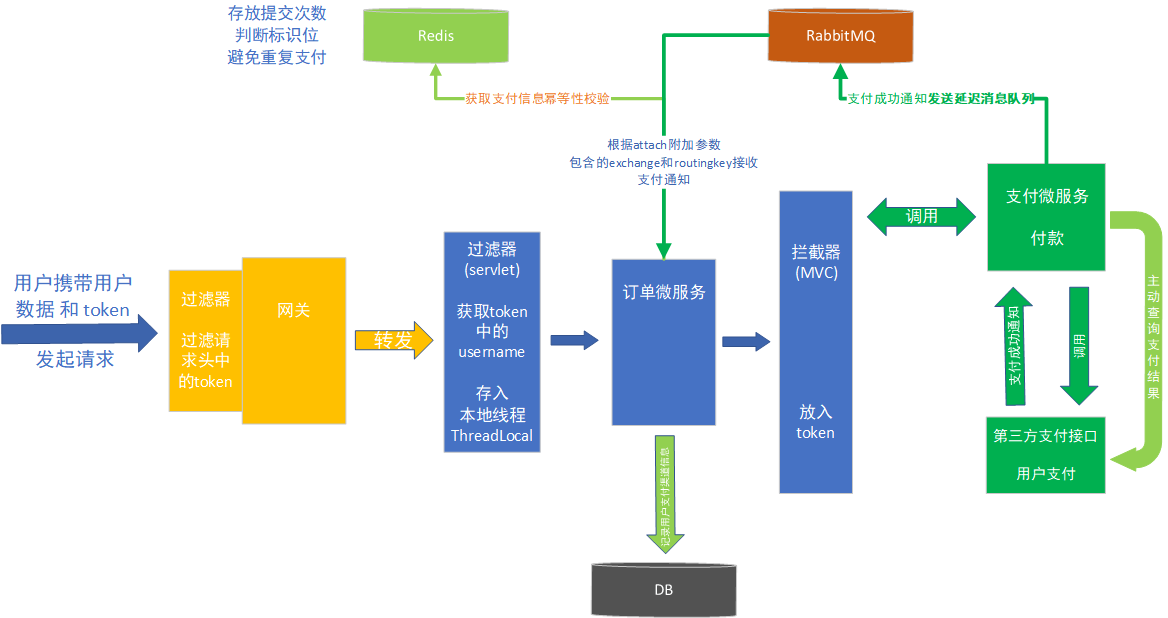 存放提交次数
判断标识位
避免重复支付
Redis
RabbitMQ
获取支付信息幂等性校验
支付成功通知发送延迟消息队列
根据attach附加参数
包含的exchange和routingkey接收
支付通知
用户携带用户
数据 和 token
发起请求
过滤器
过滤请
求头中
的token
网关
转发
过滤器
(servlet)
获取token
中的
username
存入
本地线程
ThreadLocal
订单微服务
拦截器
(MVC)
放入
token
调用
支付微服务
付款
支付成功通知
调用
主动查询支付结果
第三方支付接口
用户支付
记录用户支付渠道信息
DB